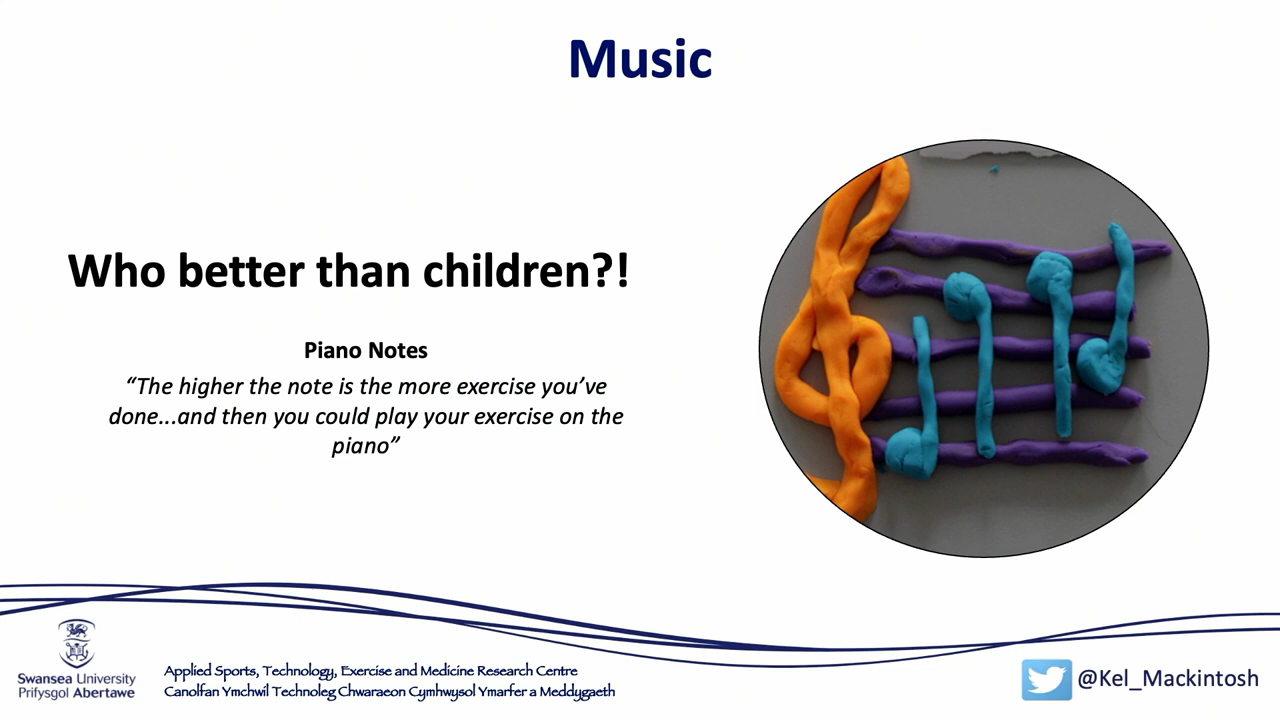 Music
Who better than children?!
Piano Notes
“The higher the note is the more exercise you’ve
done...and then you could play your exercise on the
piano”
Swansea University
Prifysgol Abertawe
Applied Sports, Technology, Exercise and Medicine Research Centre
Canolfan Ymchwil Technoleg Chwaraeon Cymhwysol Ymarfer a Meddygaeth
@Kel_Mackintosh